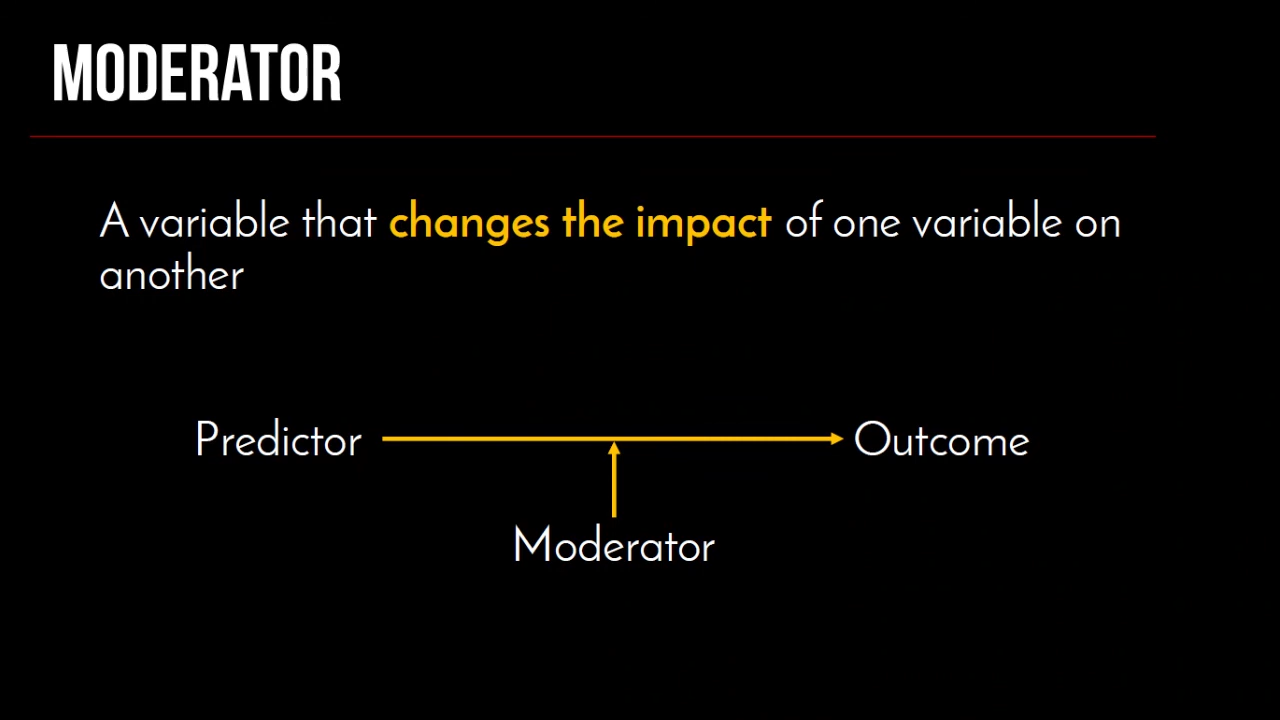 MODERATOR
A variable that changes the impact of one variable on
another
Predictor
Outcome
Moderator